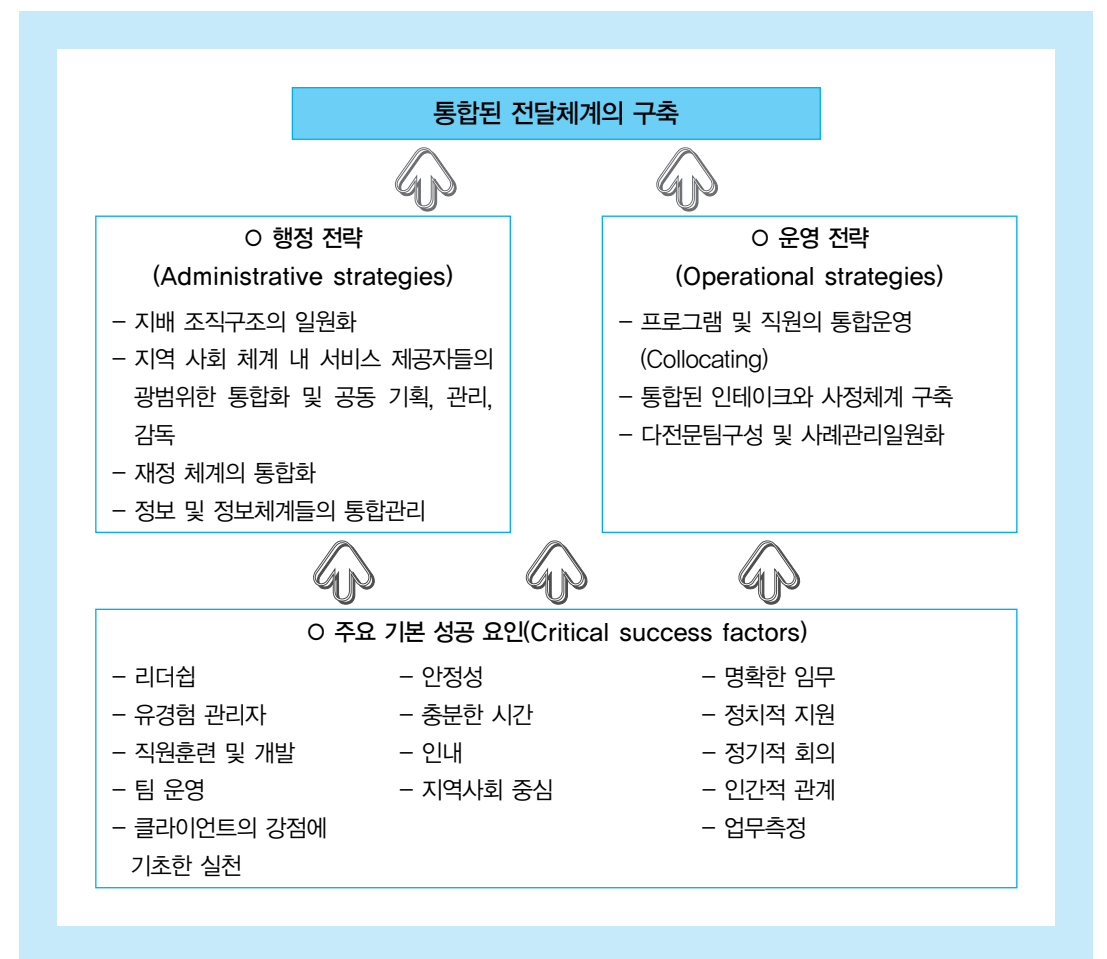 통합된 전달체계의 구축
○ 행정 전략
(Administrative strategies)
– 지배 조직구조의 일원화
– 지역 사회 체계 내 서비스 제공자들의
광범위한 통합화 및 공동 기획, 관리,
감독
– 재정 체계의 통합화
– 정보 및 정보체계들의 통합관리
○ 운영 전략
(Operational strategies)
– 프로그램 및 직원의 통합운영
(Collocating)
– 통합된 인테이크와 사정체계 구축
– 다전문팀구성 및 사례관리일원화
○ 주요 기본 성공 요인(Critical success factors)
– 리더쉽
– 유경험 관리자
– 직원훈련 및 개발
– 팀 운영
– 클라이언트의 강점에
기초한 실천
– 안정성
– 충분한 시간
– 인내
– 지역사회 중심
– 명확한 임무
– 정치적 지원
– 정기적 회의
– 인간적 관계
– 업무측정